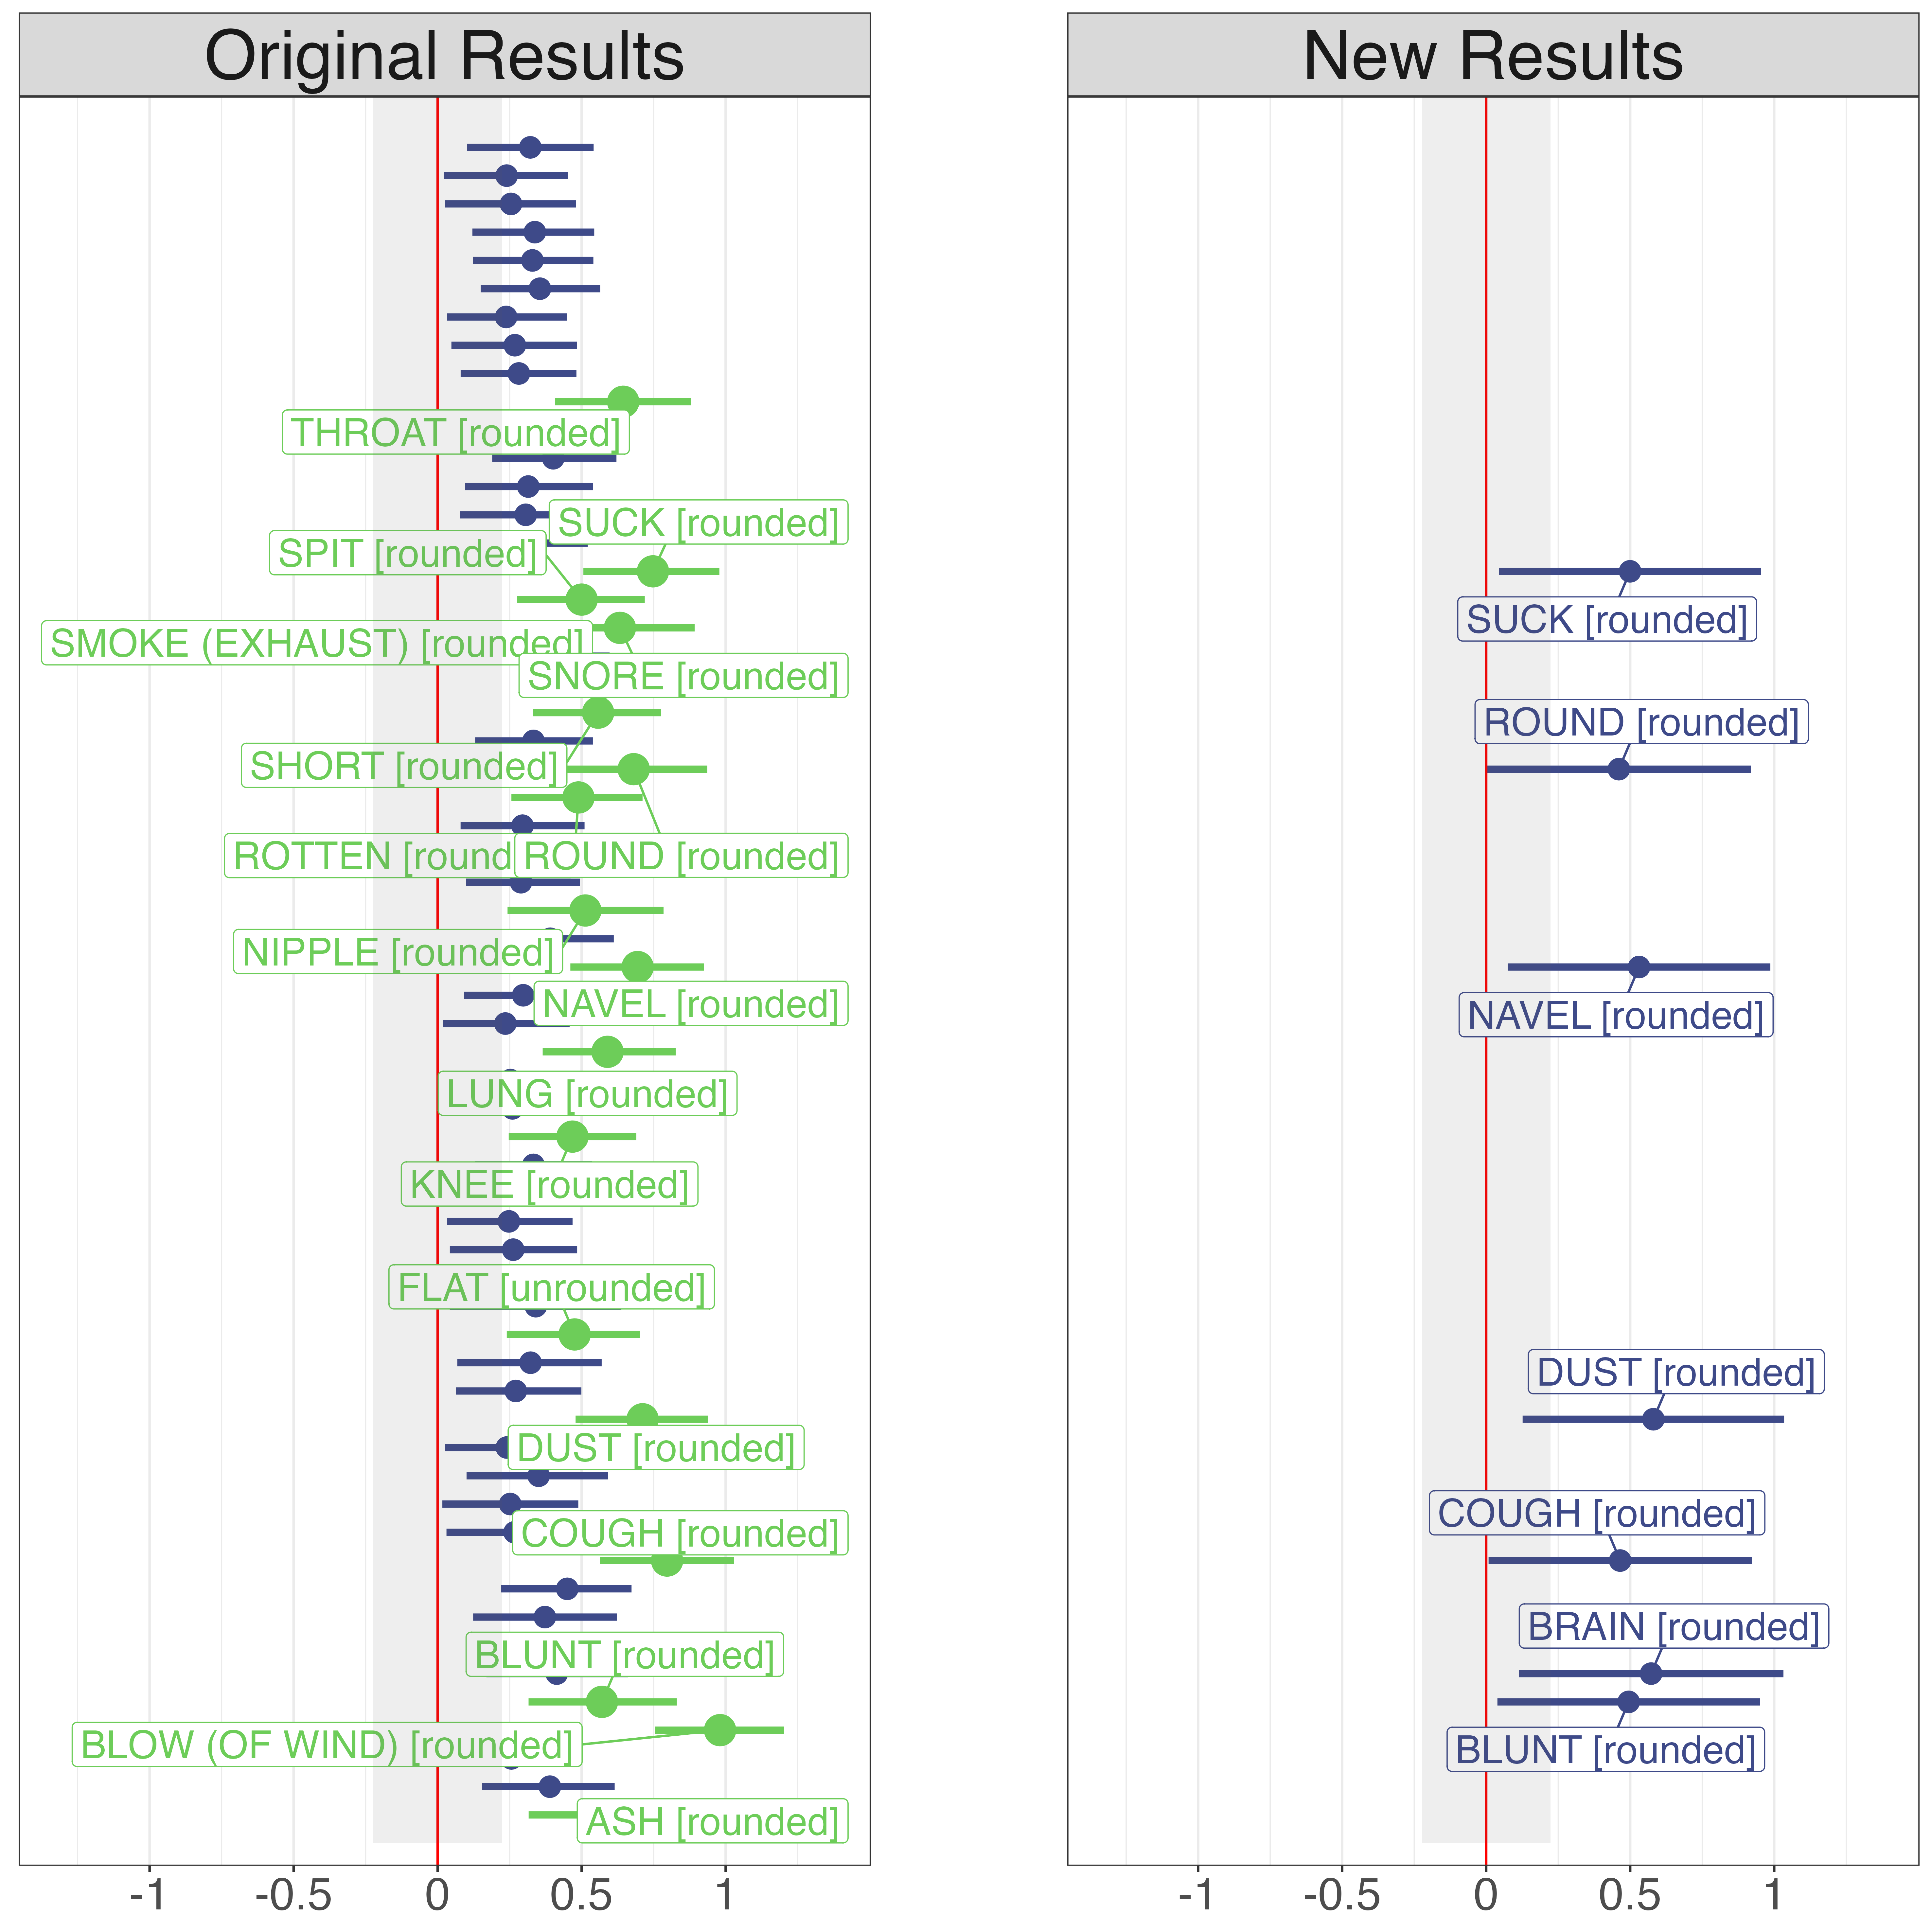 Original Results
THROAT [rounded]
SUCK [rounded]
SPIT [rounded]
SMOKE (EXHAUST) [rounded]
SNORE [rounded]
SHORT [rounded]
ROTTEN [round
ROUND [rounded]
NIPPLE [rounded]
NAVEL [rounded]
LUNG [rounded]
KNEE [rounded]
FLAT [unrounded]
DUST [rounded]
COUGH [rounded]
BLUNT [rounded]
BLOW (OF WIND) [rounded]
ASH [rounded]
-1 -0.5 0 0.5 1
New Results
SUCK [rounded]
ROUND [rounded]
NAVEL [rounded]
DUST [rounded]
COUGH [rounded]
BRAIN [rounded]
BLUNT [rounded]
-1 -0.5 0 0.5 1